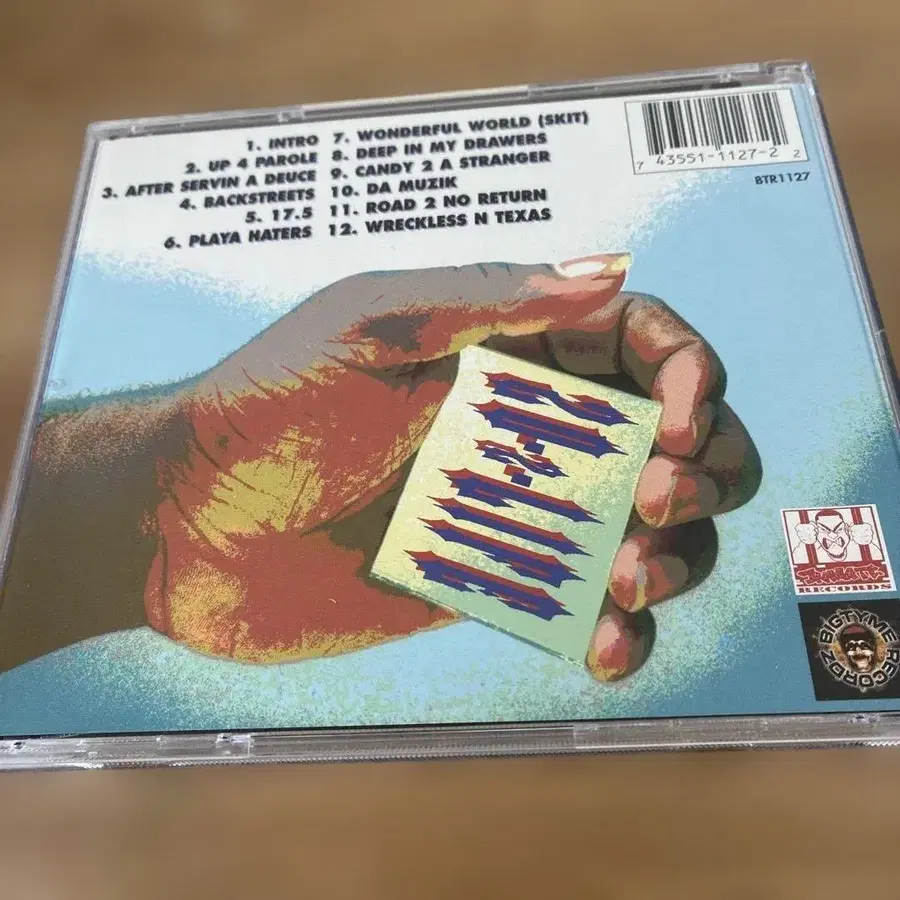 1. INTRO
2. UP 4 PAROLE
3. AFTER SERVIN A DEUCE
4. BACKSTREETS
5. 17.5
6. PLAYA HATERS
7. WONDERFUL WORLD (SKIT)
8. DEEP IN MY DRAWERS
9. CANDY 2 A STRANGER
10. DA MUZIK
11. ROAD 2 NO RETURN
12. WRECKLESS N TEXAS
7 43551-1127-2 2
BTR1127
RECORDS
BIGTYME RECORDZ